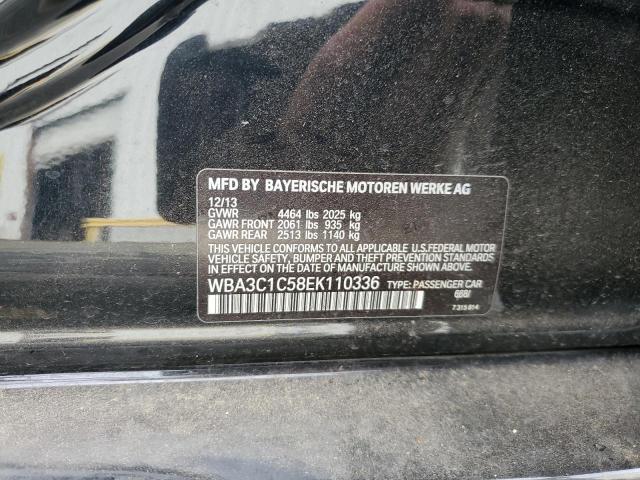 MFD BY BAYERISCHE MOTOREN WERKE AG
12/13
GVWR 4464 lbs 2025 kg
GAWR FRONT 2061 lbs 935 kg
GAWR REAR 2513 lbs 1140 kg
THIS VEHICLE CONFORMS TO ALL APPLICABLE U.S.FEDERAL MOTOR
VEHICLE SAFETY, BUMPER AND THEFT PREVENTION STANDARDS
IN EFFECT ON THE DATE OF MANUFACTURE SHOWN ABOVE.
WBA3C1C58EK110336 TYPE: PASSENGER CAR
668/
7315814